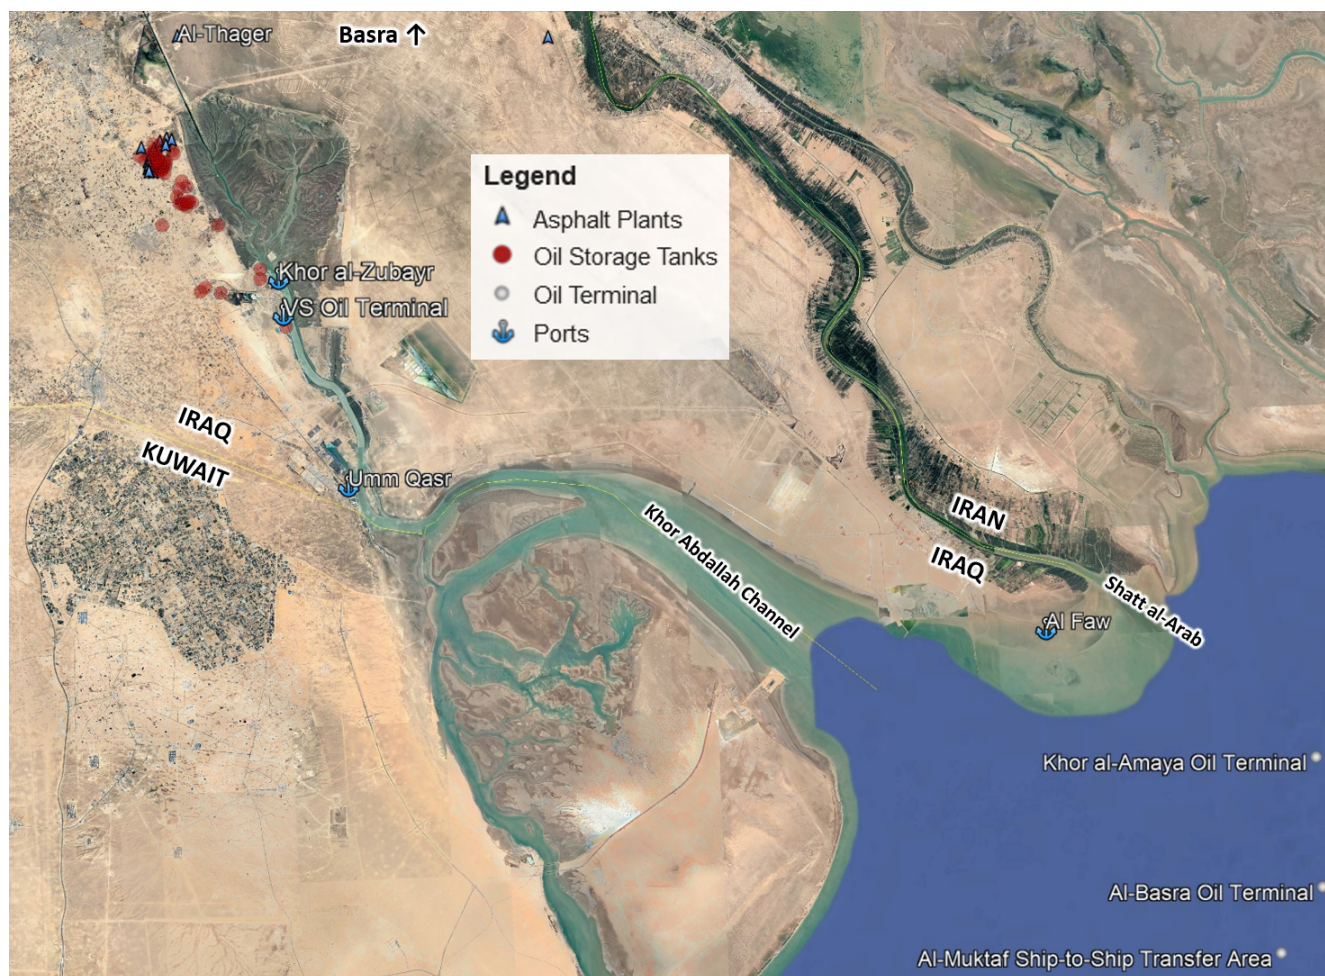 Al-Thager
Basra ↑
Legend
Asphalt Plants
Oil Storage Tanks
Oil Terminal
Ports
Khor al-Zubayr
VS Oil Terminal
IRAQ
KUWAIT
Umm Qasr
Khor Abdallah Channel
IRAN
IRAQ
Shatt al-Arab
Al Faw
Khor al-Amaya Oil Terminal
Al-Basra Oil Terminal
Al-Muktaf Ship-to-Ship Transfer Area